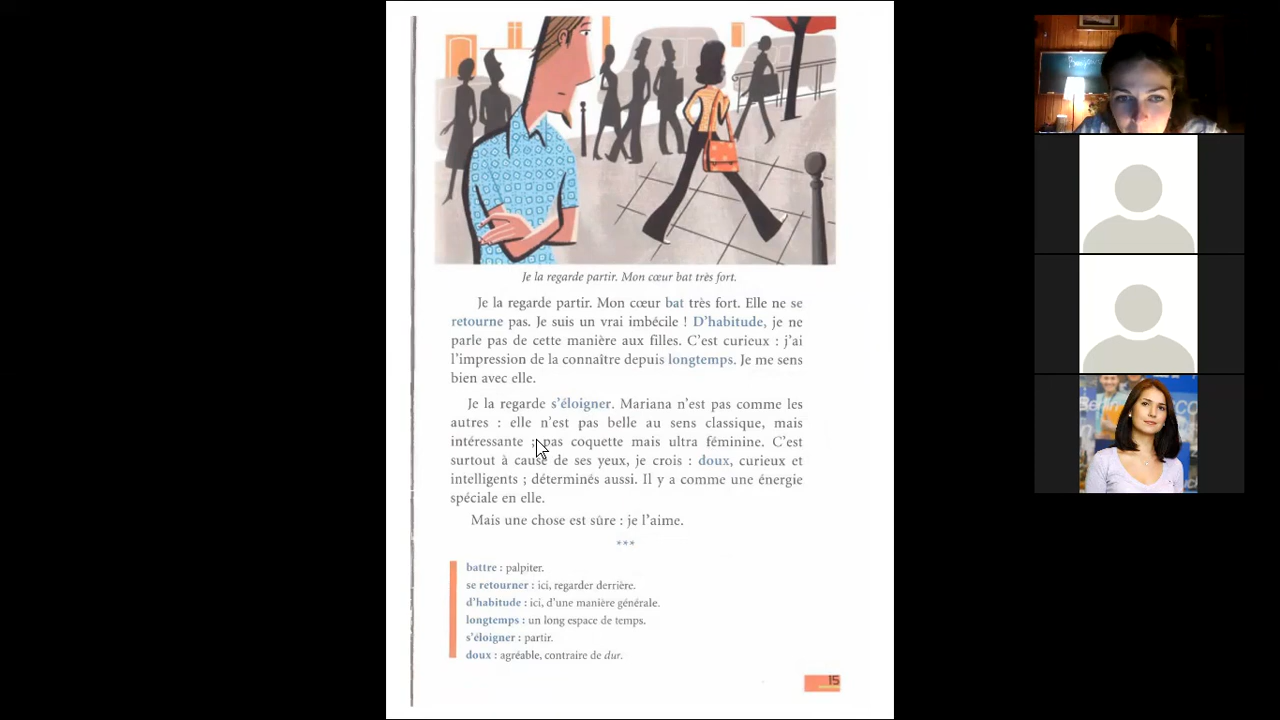 Je la regarde partir. Mon cœur bat très fort.
Je la regarde partir. Mon cœur bat très fort. Elle ne se
retourne pas. Je suis un vrai imbécile ! D'habitude, je ne
parle pas de cette manière aux filles. C'est curieux : j'ai
l'impression de la connaître depuis longtemps. Je me sens
bien avec elle.
Je la regarde s'éloigner. Mariana n'est pas comme les
autres : elle n'est pas belle au sens classique, mais
intéressante ; pas coquette mais ultra féminine. C'est
surtout à cause de ses yeux, je crois : doux, curieux et
intelligents ; déterminés aussi. Il y a comme une énergie
spéciale en elle.
Mais une chose est sûre : je l'aime.
***
battre : palpiter.
se retourner : ici, regarder derrière.
d'habitude : ici, d'une manière générale.
longtemps : un long espace de temps.
s'éloigner : partir.
doux : agréable, contraire de dur.
15